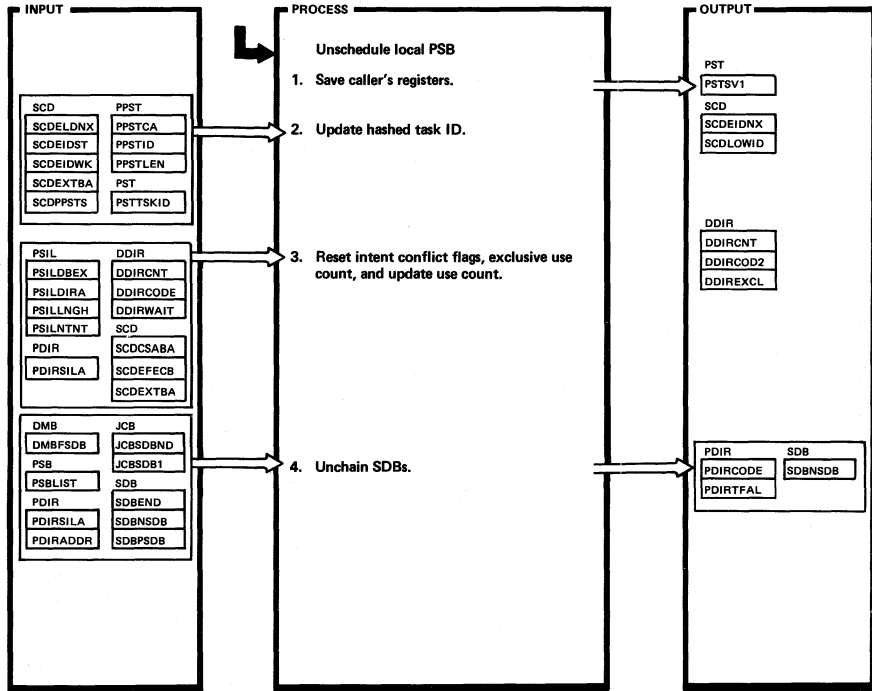 INPUT
PROCESS
OUTPUT
Unschedule local PSB
1. Save caller's registers.
PST
PSTSV1
SCD
SCDEIDNX
SCDLOWID
SCD PPST
SCDELDNX PPSTCA
SCDEIDST PPSTID
SCDEIDWK PPSTLEN
SCDEXTBA PST
SCDPPSTS PSTTSKID
2. Update hashed task ID.
PSIL DDIR
PSILDBEX DDIRCNT
PSILDIRA DDIRCODE
PSILLNGH DDIRWAIT
PSILNTNT SCD
PDIR SCDCSABA
PDIRSILA SCDEFECB
SCDEXTBA
3. Reset intent conflict flags, exclusive use
count, and update use count.
DDIR
DDIRCNT
DDIRCOD2
DDIREXCL
DMB JCB
DMBFSDB JCBSDBND
PSB JCBSDB1
PSBLIST SDB
PDIR SDBEND
PDIRSILA SDBNSDB
PDIRADDR SDBPSDB
4. Unchain SDBs.
PDIR SDB
PDIRCODE SDBNSDB
PDIRTFAL